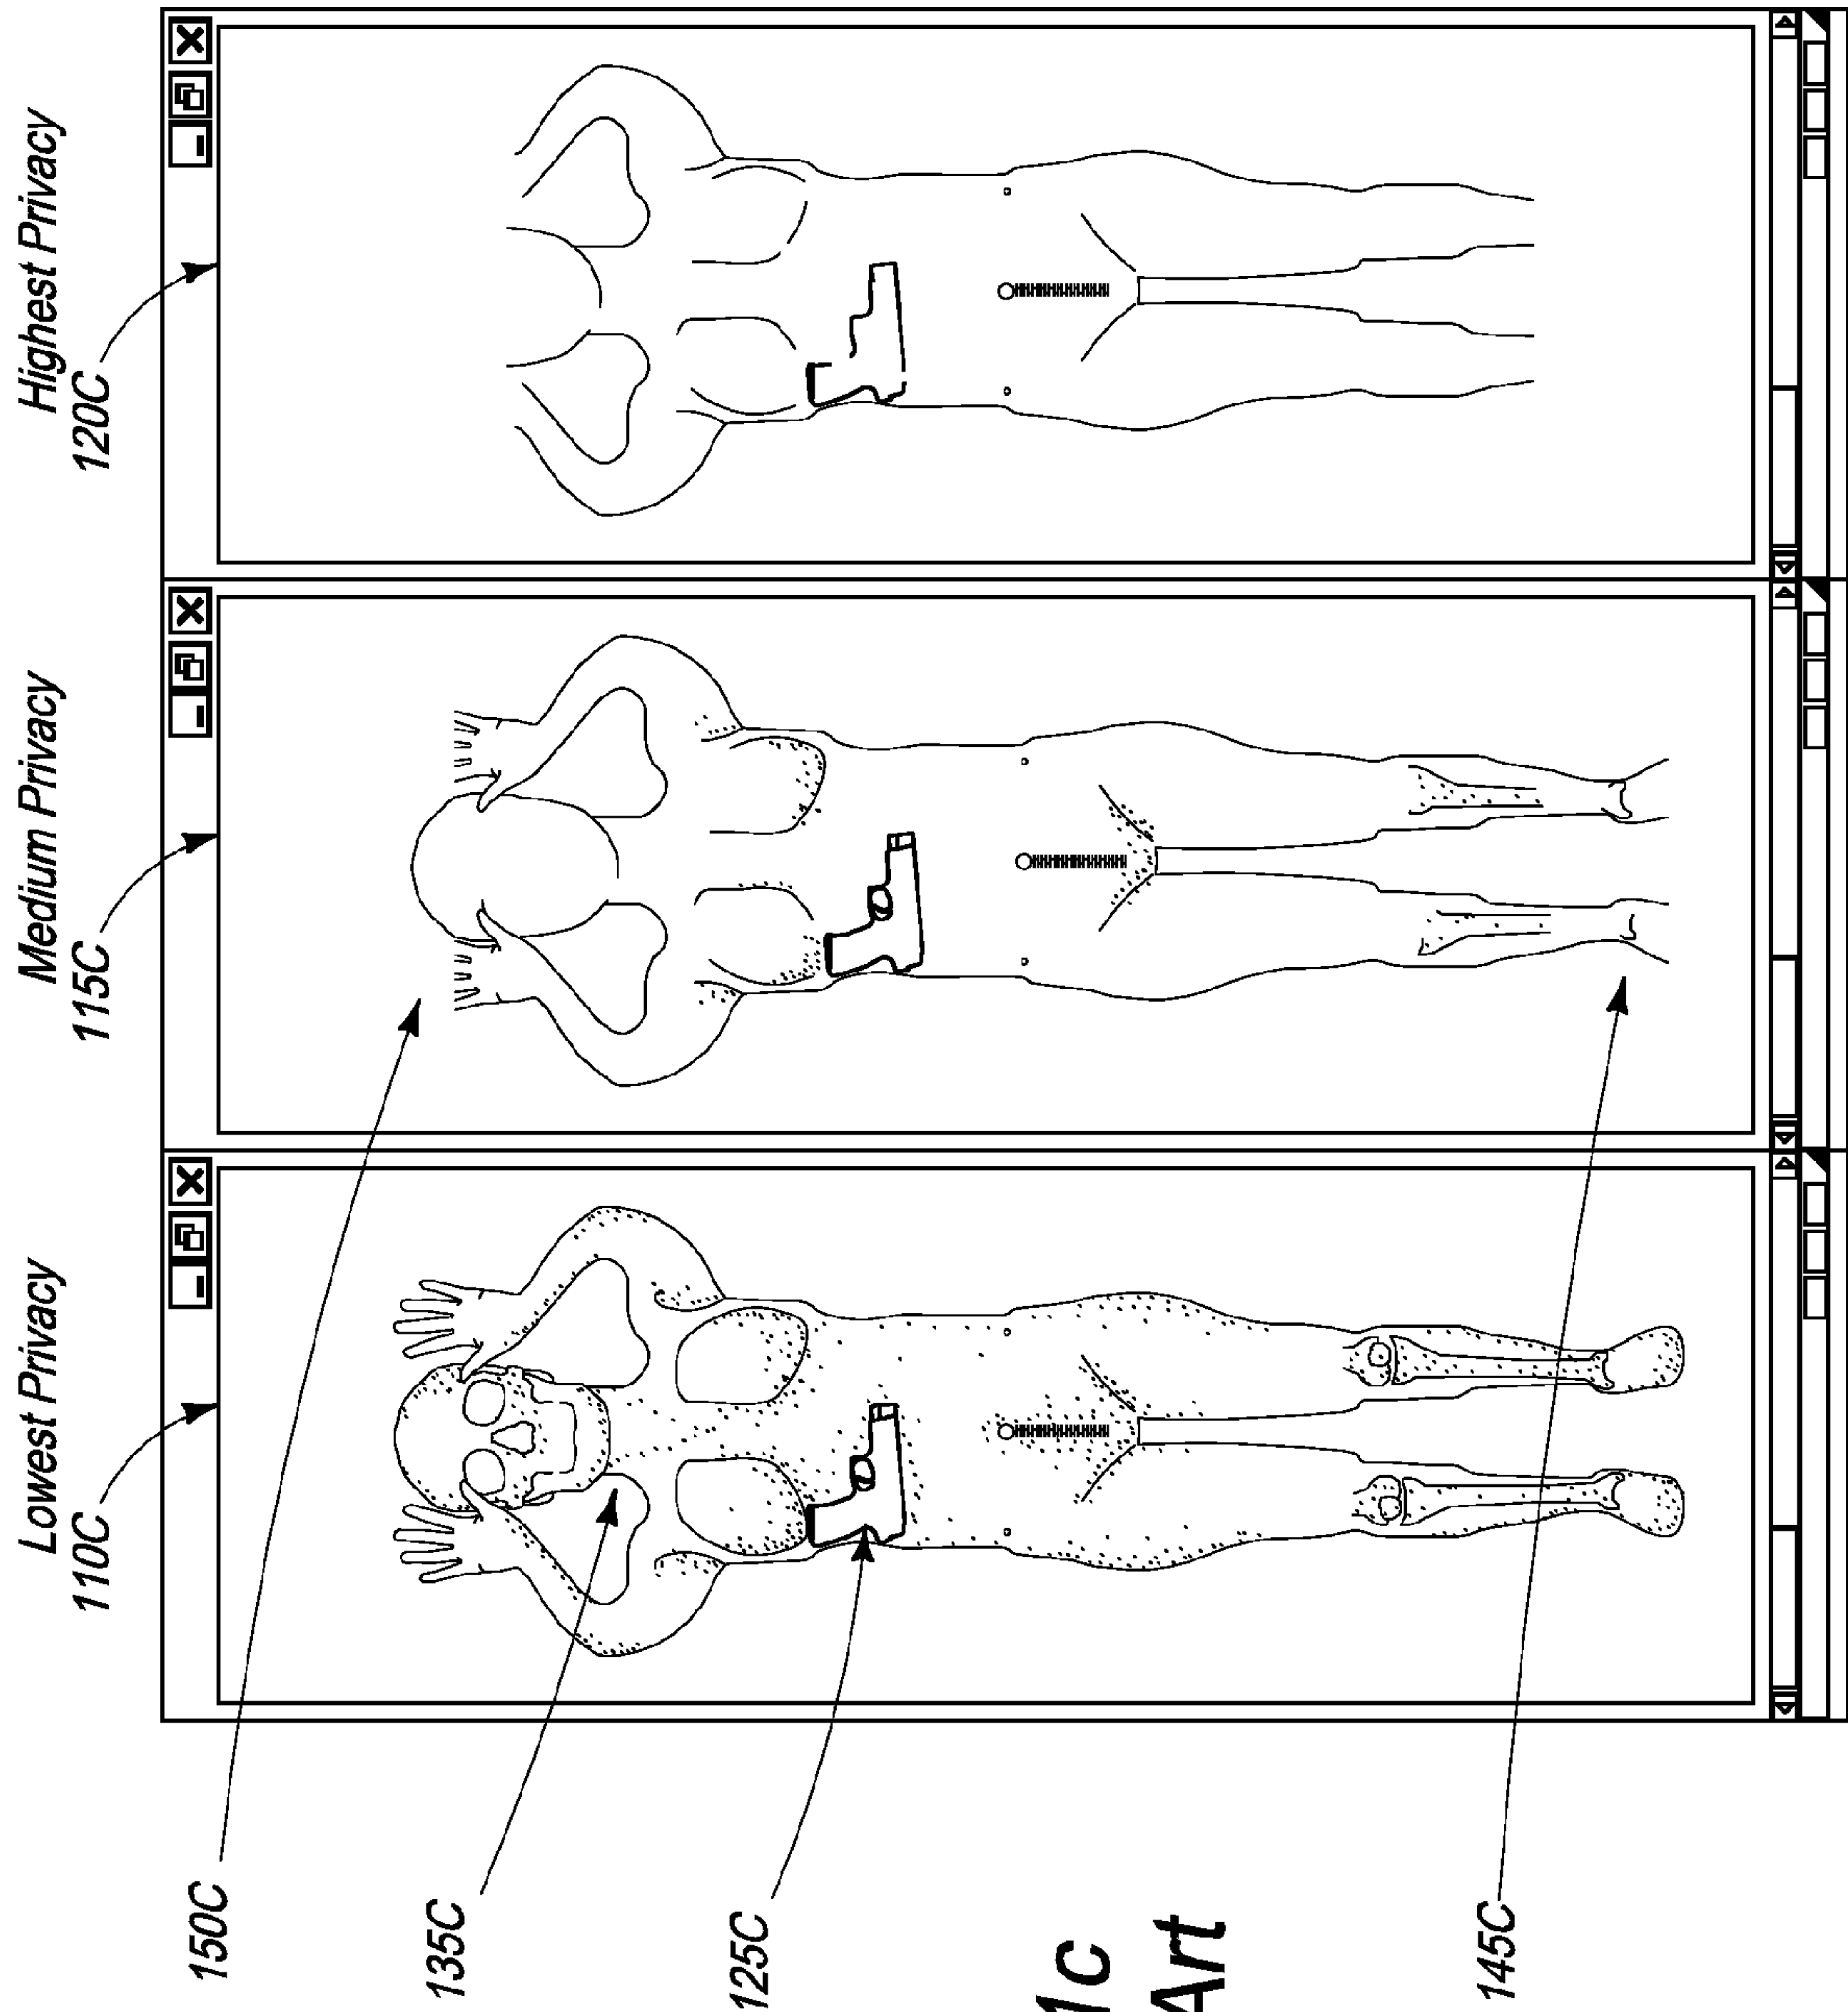 Lowest Privacy
110C
Medium Privacy
115C
Highest Privacy
120C
150C
135C
125C
145C
1c
Art